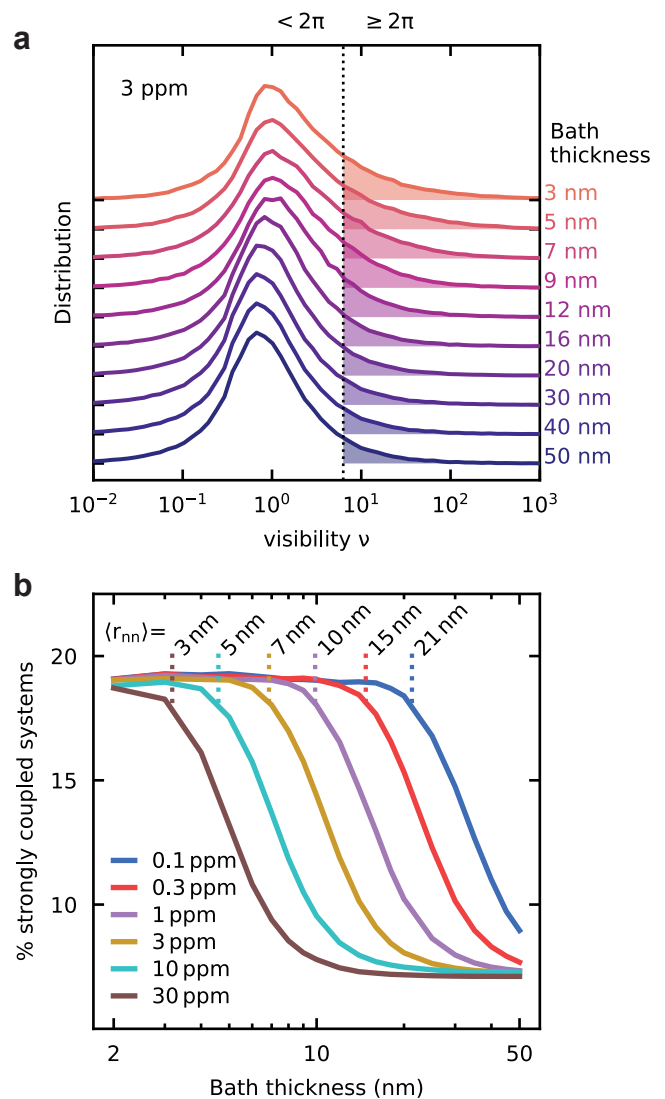 < 2π ≥ 2π
a
3 ppm
Bath
thickness
3 nm
5 nm
7 nm
9 nm
12 nm
16 nm
20 nm
30 nm
40 nm
50 nm
Distribution
10⁻² 10⁻¹ 10⁰ 10¹ 10² 10³
visibility ν
b
⟨rₙₙ⟩= 3 nm 5 nm 7 nm 10 nm 15 nm 21 nm
20
15
10
% strongly coupled systems
0.1 ppm
0.3 ppm
1 ppm
3 ppm
10 ppm
30 ppm
2 10 50
Bath thickness (nm)